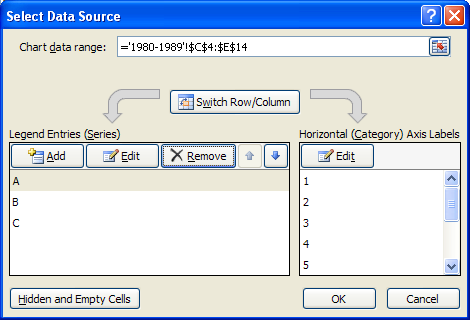 Select Data Source
Chart data range: ='1980-1989'!$C$4:$E$14
Switch Row/Column
Legend Entries (Series)
Add Edit Remove
A
B
C
Horizontal (Category) Axis Labels
Edit
1
2
3
4
5
Hidden and Empty Cells
OK Cancel